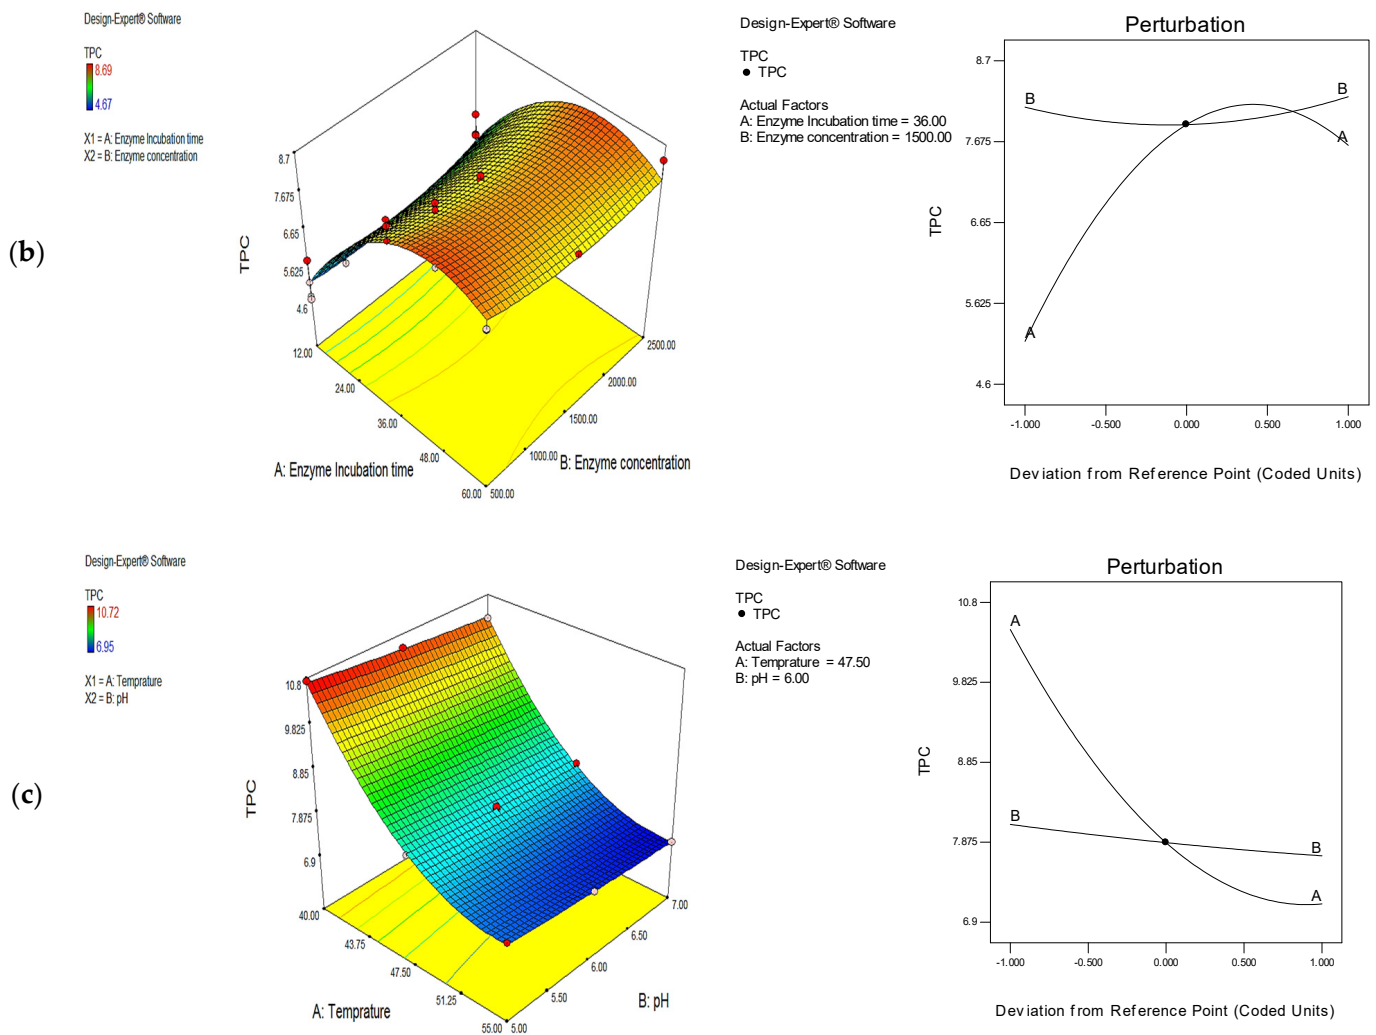 (b)
Design-Expert® Software
TPC
8.69
4.67
X1 = A: Enzyme Incubation time
X2 = B: Enzyme concentration
8.7
7.675
6.65
5.625
4.6
TPC
12.00
24.00
36.00
48.00
60.00
500.00
1000.00
1500.00
2000.00
2500.00
A: Enzyme Incubation time
B: Enzyme concentration
Design-Expert® Software
TPC
TPC
Actual Factors
A: Enzyme Incubation time = 36.00
B: Enzyme concentration = 1500.00
Perturbation
8.7
7.675
6.65
5.625
4.6
TPC
B
B
A
A
-1.000
-0.500
0.000
0.500
1.000
Deviation from Reference Point (Coded Units)
(c)
Design-Expert® Software
TPC
10.72
6.95
X1 = A: Temprature
X2 = B: pH
10.8
9.825
8.85
7.875
6.9
TPC
40.00
43.75
47.50
51.25
55.00
5.00
5.50
6.00
6.50
7.00
A: Temprature
B: pH
Design-Expert® Software
TPC
TPC
Actual Factors
A: Temprature = 47.50
B: pH = 6.00
Perturbation
10.8
9.825
8.85
7.875
6.9
TPC
A
B
B
A
-1.000
-0.500
0.000
0.500
1.000
Deviation from Reference Point (Coded Units)